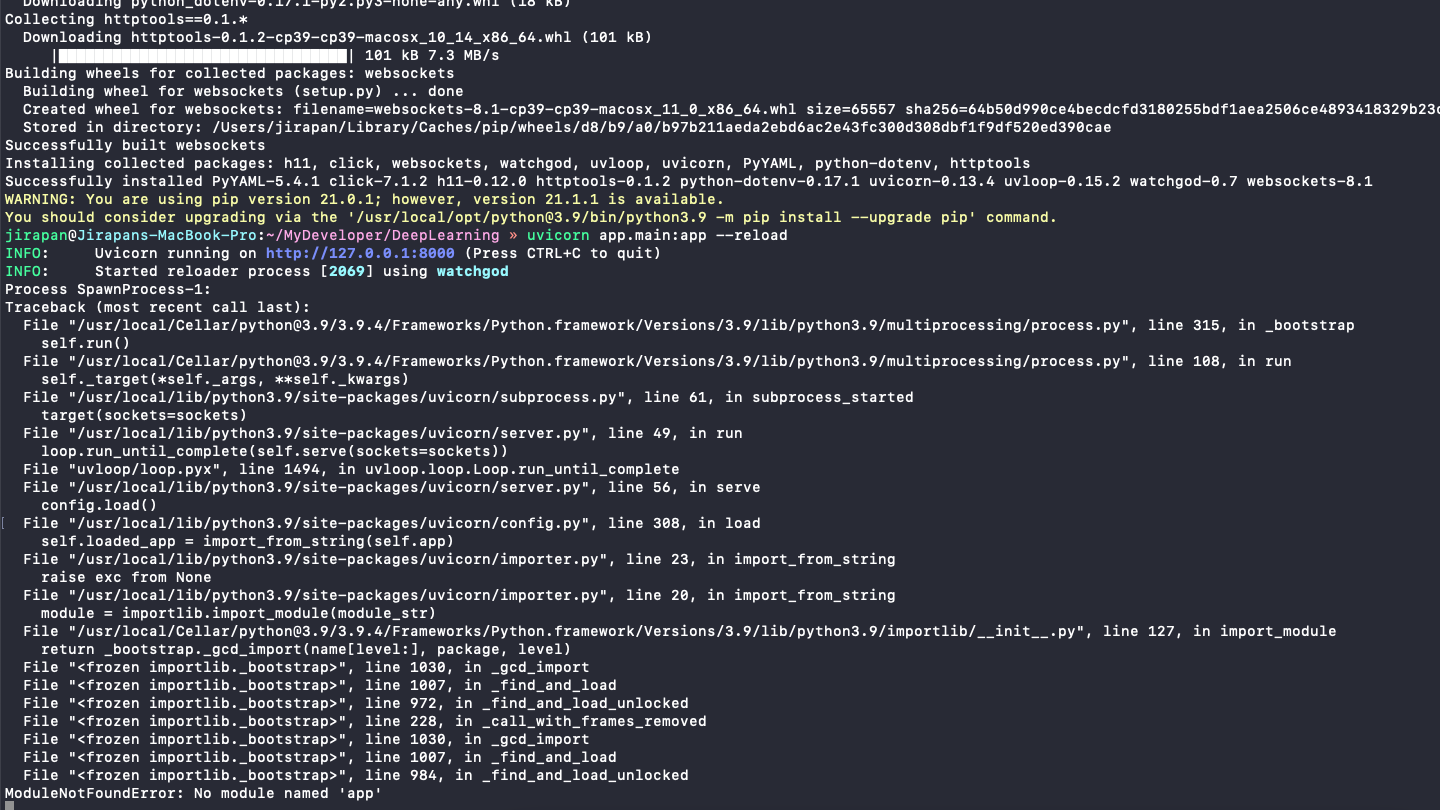 Downloading python_dotenv-0.17.1-py2.py3-none-any.whl (18 kB)
Collecting httptools==0.1.*
  Downloading httptools-0.1.2-cp39-cp39-macosx_10_14_x86_64.whl (101 kB)
     |████████████████████████████████| 101 kB 7.3 MB/s
Building wheels for collected packages: websockets
  Building wheel for websockets (setup.py) ... done
  Created wheel for websockets: filename=websockets-8.1-cp39-cp39-macosx_11_0_x86_64.whl size=65557 sha256=64b50d990ce4becdcfd3180255bdf1aea2506ce4893418329b23c
  Stored in directory: /Users/jirapan/Library/Caches/pip/wheels/d8/b9/a0/b97b211aeda2ebd6ac2e43fc300d308dbf1f9df520ed390cae
Successfully built websockets
Installing collected packages: h11, click, websockets, watchgod, uvloop, uvicorn, PyYAML, python-dotenv, httptools
Successfully installed PyYAML-5.4.1 click-7.1.2 h11-0.12.0 httptools-0.1.2 python-dotenv-0.17.1 uvicorn-0.13.4 uvloop-0.15.2 watchgod-0.7 websockets-8.1
WARNING: You are using pip version 21.0.1; however, version 21.1.1 is available.
You should consider upgrading via the '/usr/local/opt/python@3.9/bin/python3.9 -m pip install --upgrade pip' command.
jirapan@Jirapans-MacBook-Pro:~/MyDeveloper/DeepLearning » uvicorn app.main:app --reload
INFO:     Uvicorn running on http://127.0.0.1:8000 (Press CTRL+C to quit)
INFO:     Started reloader process [2069] using watchgod
Process SpawnProcess-1:
Traceback (most recent call last):
  File "/usr/local/Cellar/python@3.9/3.9.4/Frameworks/Python.framework/Versions/3.9/lib/python3.9/multiprocessing/process.py", line 315, in _bootstrap
    self.run()
  File "/usr/local/Cellar/python@3.9/3.9.4/Frameworks/Python.framework/Versions/3.9/lib/python3.9/multiprocessing/process.py", line 108, in run
    self._target(*self._args, **self._kwargs)
  File "/usr/local/lib/python3.9/site-packages/uvicorn/subprocess.py", line 61, in subprocess_started
    target(sockets=sockets)
  File "/usr/local/lib/python3.9/site-packages/uvicorn/server.py", line 49, in run
    loop.run_until_complete(self.serve(sockets=sockets))
  File "uvloop/loop.pyx", line 1494, in uvloop.loop.Loop.run_until_complete
  File "/usr/local/lib/python3.9/site-packages/uvicorn/server.py", line 56, in serve
    config.load()
  File "/usr/local/lib/python3.9/site-packages/uvicorn/config.py", line 308, in load
    self.loaded_app = import_from_string(self.app)
  File "/usr/local/lib/python3.9/site-packages/uvicorn/importer.py", line 23, in import_from_string
    raise exc from None
  File "/usr/local/lib/python3.9/site-packages/uvicorn/importer.py", line 20, in import_from_string
    module = importlib.import_module(module_str)
  File "/usr/local/Cellar/python@3.9/3.9.4/Frameworks/Python.framework/Versions/3.9/lib/python3.9/importlib/__init__.py", line 127, in import_module
    return _bootstrap._gcd_import(name[level:], package, level)
  File "<frozen importlib._bootstrap>", line 1030, in _gcd_import
  File "<frozen importlib._bootstrap>", line 1007, in _find_and_load
  File "<frozen importlib._bootstrap>", line 972, in _find_and_load_unlocked
  File "<frozen importlib._bootstrap>", line 228, in _call_with_frames_removed
  File "<frozen importlib._bootstrap>", line 1030, in _gcd_import
  File "<frozen importlib._bootstrap>", line 1007, in _find_and_load
  File "<frozen importlib._bootstrap>", line 984, in _find_and_load_unlocked
ModuleNotFoundError: No module named 'app'